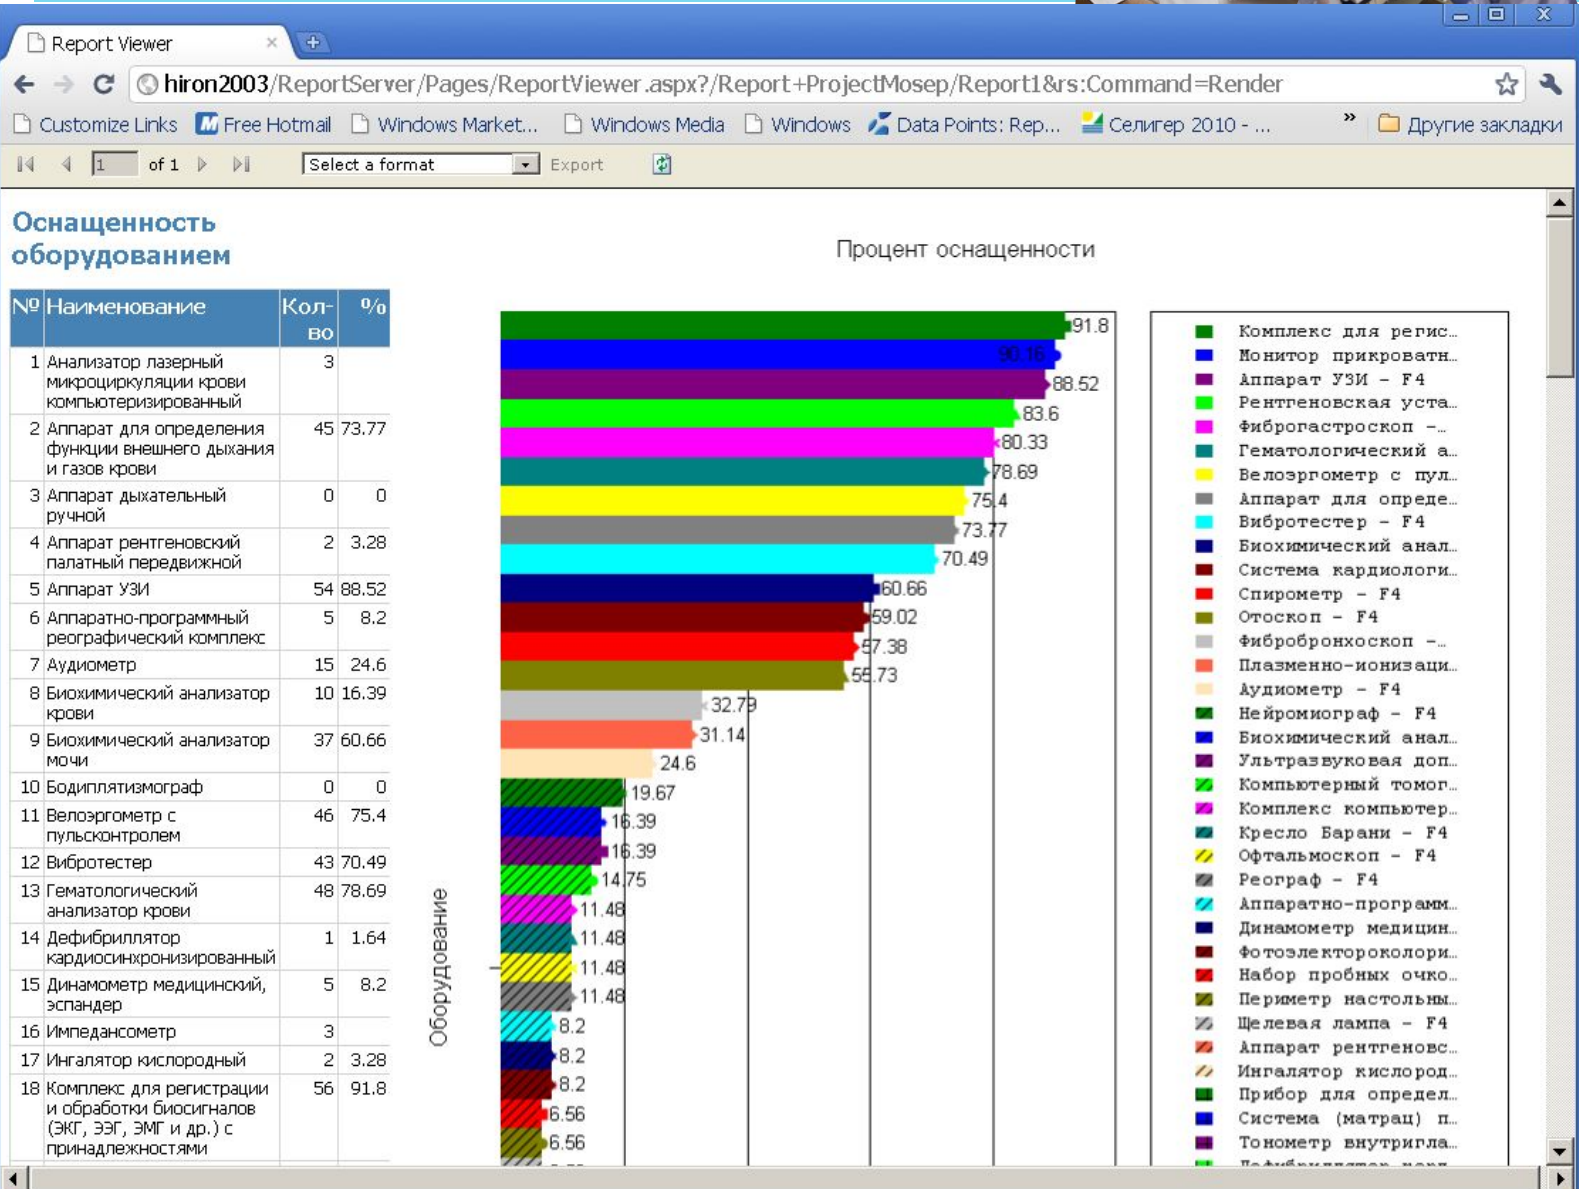 Report Viewer
hiron2003/ReportServer/Pages/ReportViewer.aspx?/Report+ProjectMosep/Report1&rs:Command=Render
Customize Links Free Hotmail Windows Market... Windows Media Windows Data Points: Rep... Селигер 2010 - ... » Другие закладки
1 of 1 Select a format Export
Оснащенность
оборудованием
№ Наименование Кол-
во %
1 Анализатор лазерный
микроциркуляции крови
компьютеризированный 3
2 Аппарат для определения
функции внешнего дыхания
и газов крови 45 73.77
3 Аппарат дыхательный
ручной 0 0
4 Аппарат рентгеновский
палатный передвижной 2 3.28
5 Аппарат УЗИ 54 88.52
6 Аппаратно-программный
реографический комплекс 5 8.2
7 Аудиометр 15 24.6
8 Биохимический анализатор
крови 10 16.39
9 Биохимический анализатор
мочи 37 60.66
10 Бодиплятизмограф 0 0
11 Велоэргометр с
пульсконтролем 46 75.4
12 Вибротестер 43 70.49
13 Гематологический
анализатор крови 48 78.69
14 Дефибриллятор
кардиосинхронизированный 1 1.64
15 Динамометр медицинский,
эспандер 5 8.2
16 Импедансометр 3
17 Ингалятор кислородный 2 3.28
18 Комплекс для регистрации
и обработки биосигналов
(ЭКГ, ЭЭГ, ЭМГ и др.) с
принадлежностями 56 91.8
Процент оснащенности
Оборудование
91.8
90.16
88.52
83.6
80.33
78.69
75.4
73.77
70.49
60.66
59.02
57.38
55.73
32.79
31.14
24.6
19.67
16.39
16.39
14.75
11.48
11.48
11.48
11.48
8.2
8.2
8.2
6.56
6.56
Комплекс для регис...
Монитор прикроватн...
Аппарат УЗИ - F4
Рентгеновская уста...
Фиброгастроскоп -...
Гематологический а...
Велоэргометр с пул...
Аппарат для опреде...
Вибротестер - F4
Биохимический анал...
Система кардиологи...
Спирометр - F4
Отоскоп - F4
Фибробронхоскоп -...
Плазменно-ионизаци...
Аудиометр - F4
Нейромиограф - F4
Биохимический анал...
Ультразвуковая доп...
Компьютерный томог...
Комплекс компьютер...
Кресло Барани - F4
Офтальмоскоп - F4
Реограф - F4
Аппаратно-программ...
Динамометр медицин...
Фотоэлектороколори...
Набор пробных очко...
Периметр настольны...
Щелевая лампа - F4
Аппарат рентгеновс...
Ингалятор кислород...
Прибор для определ...
Система (матрац) п...
Тонометр внутригла...